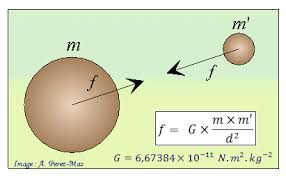 m
m'
f
f
f = G × m × m' / d²
G = 6,67384 × 10⁻¹¹ N.m².kg⁻²
Image : A. Perez-Mas